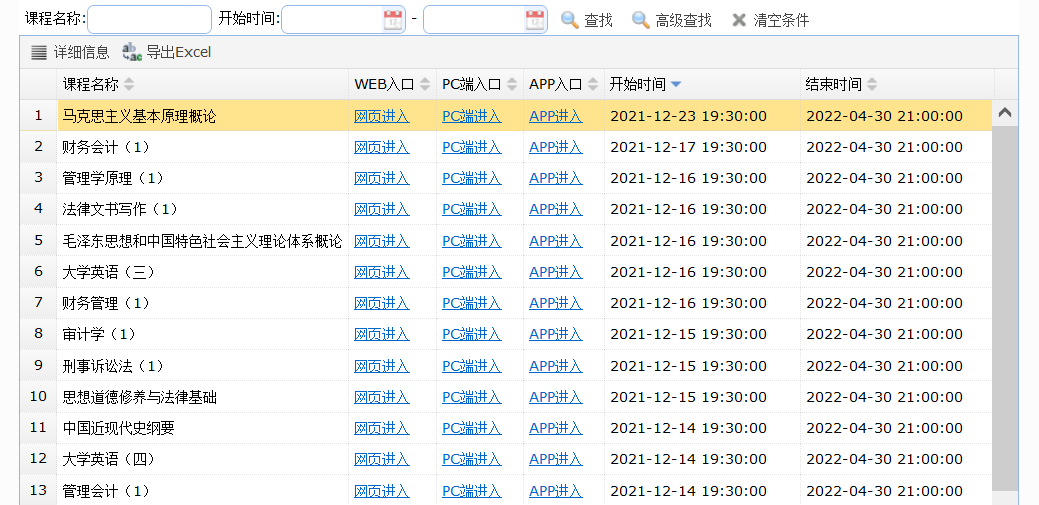 课程名称: 开始时间: - 查找 高级查找 清空条件
详细信息 导出Excel
课程名称 WEB入口 PC端入口 APP入口 开始时间 结束时间
1 马克思主义基本原理概论 网页进入 PC端进入 APP进入 2021-12-23 19:30:00 2022-04-30 21:00:00
2 财务会计（1） 网页进入 PC端进入 APP进入 2021-12-17 19:30:00 2022-04-30 21:00:00
3 管理学原理（1） 网页进入 PC端进入 APP进入 2021-12-16 19:30:00 2022-04-30 21:00:00
4 法律文书写作（1） 网页进入 PC端进入 APP进入 2021-12-16 19:30:00 2022-04-30 21:00:00
5 毛泽东思想和中国特色社会主义理论体系概论 网页进入 PC端进入 APP进入 2021-12-16 19:30:00 2022-04-30 21:00:00
6 大学英语（三） 网页进入 PC端进入 APP进入 2021-12-16 19:30:00 2022-04-30 21:00:00
7 财务管理（1） 网页进入 PC端进入 APP进入 2021-12-16 19:30:00 2022-04-30 21:00:00
8 审计学（1） 网页进入 PC端进入 APP进入 2021-12-15 19:30:00 2022-04-30 21:00:00
9 刑事诉讼法（1） 网页进入 PC端进入 APP进入 2021-12-15 19:30:00 2022-04-30 21:00:00
10 思想道德修养与法律基础 网页进入 PC端进入 APP进入 2021-12-15 19:30:00 2022-04-30 21:00:00
11 中国近现代史纲要 网页进入 PC端进入 APP进入 2021-12-14 19:30:00 2022-04-30 21:00:00
12 大学英语（四） 网页进入 PC端进入 APP进入 2021-12-14 19:30:00 2022-04-30 21:00:00
13 管理会计（1） 网页进入 PC端进入 APP进入 2021-12-14 19:30:00 2022-04-30 21:00:00